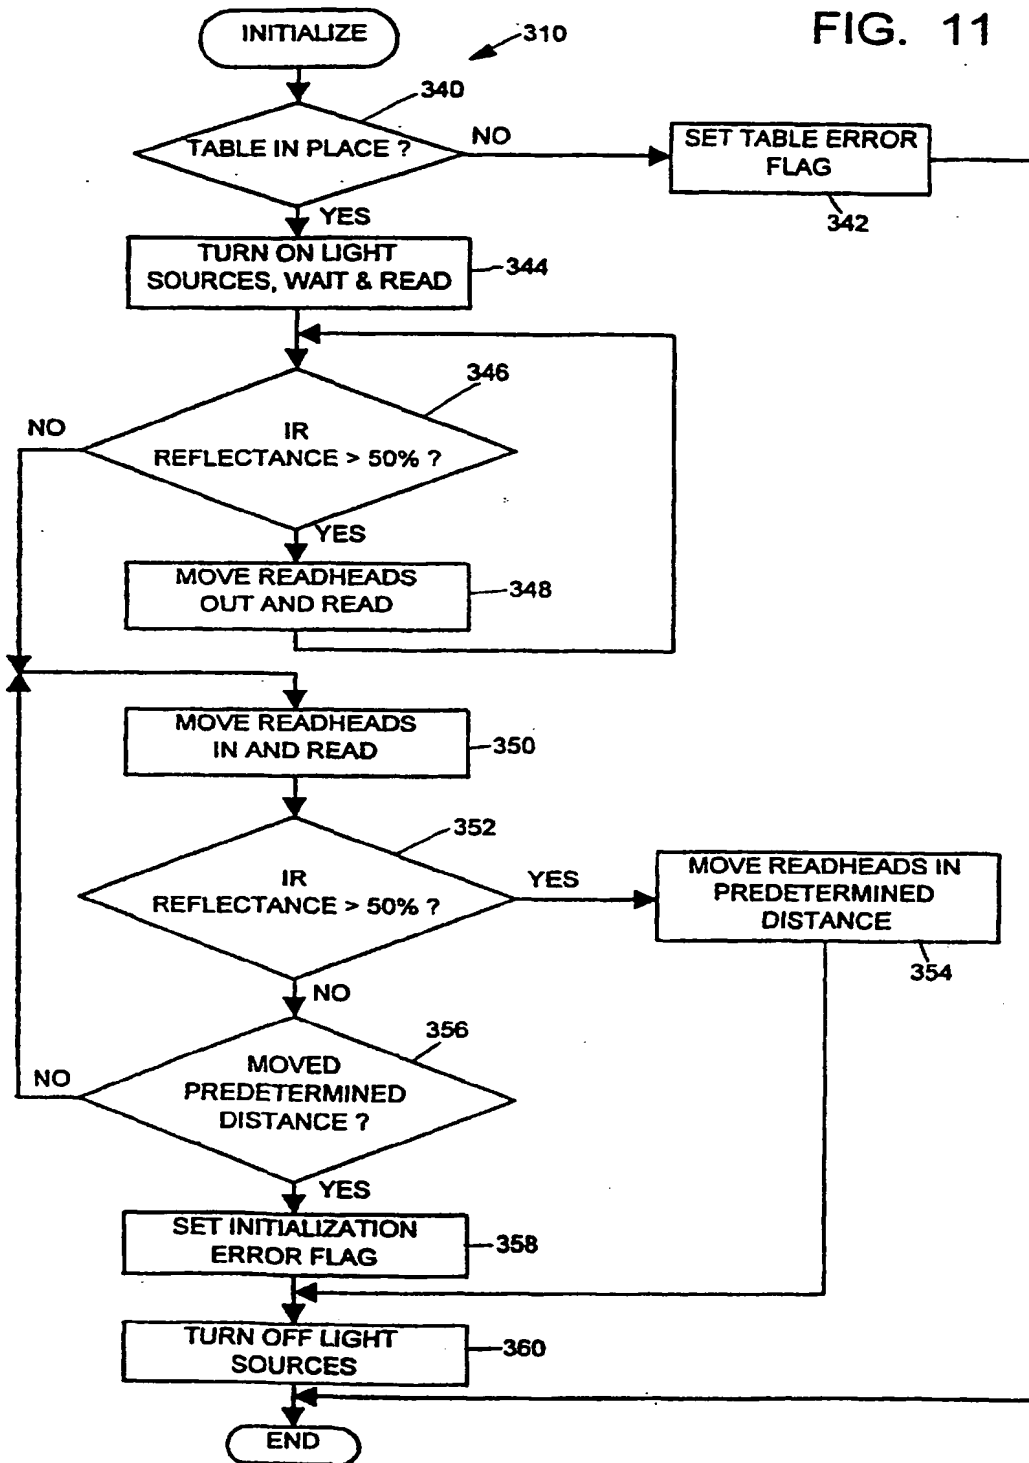 FIG. 11
INITIALIZE
310
340
TABLE IN PLACE ?
NO
SET TABLE ERROR
FLAG
342
YES
TURN ON LIGHT
SOURCES, WAIT & READ
344
346
NO
IR
REFLECTANCE > 50% ?
YES
MOVE READHEADS
OUT AND READ
348
MOVE READHEADS
IN AND READ
350
352
IR
REFLECTANCE > 50% ?
YES
MOVE READHEADS IN
PREDETERMINED
DISTANCE
354
NO
356
MOVED
PREDETERMINED
DISTANCE ?
NO
YES
SET INITIALIZATION
ERROR FLAG
358
TURN OFF LIGHT
SOURCES
360
END